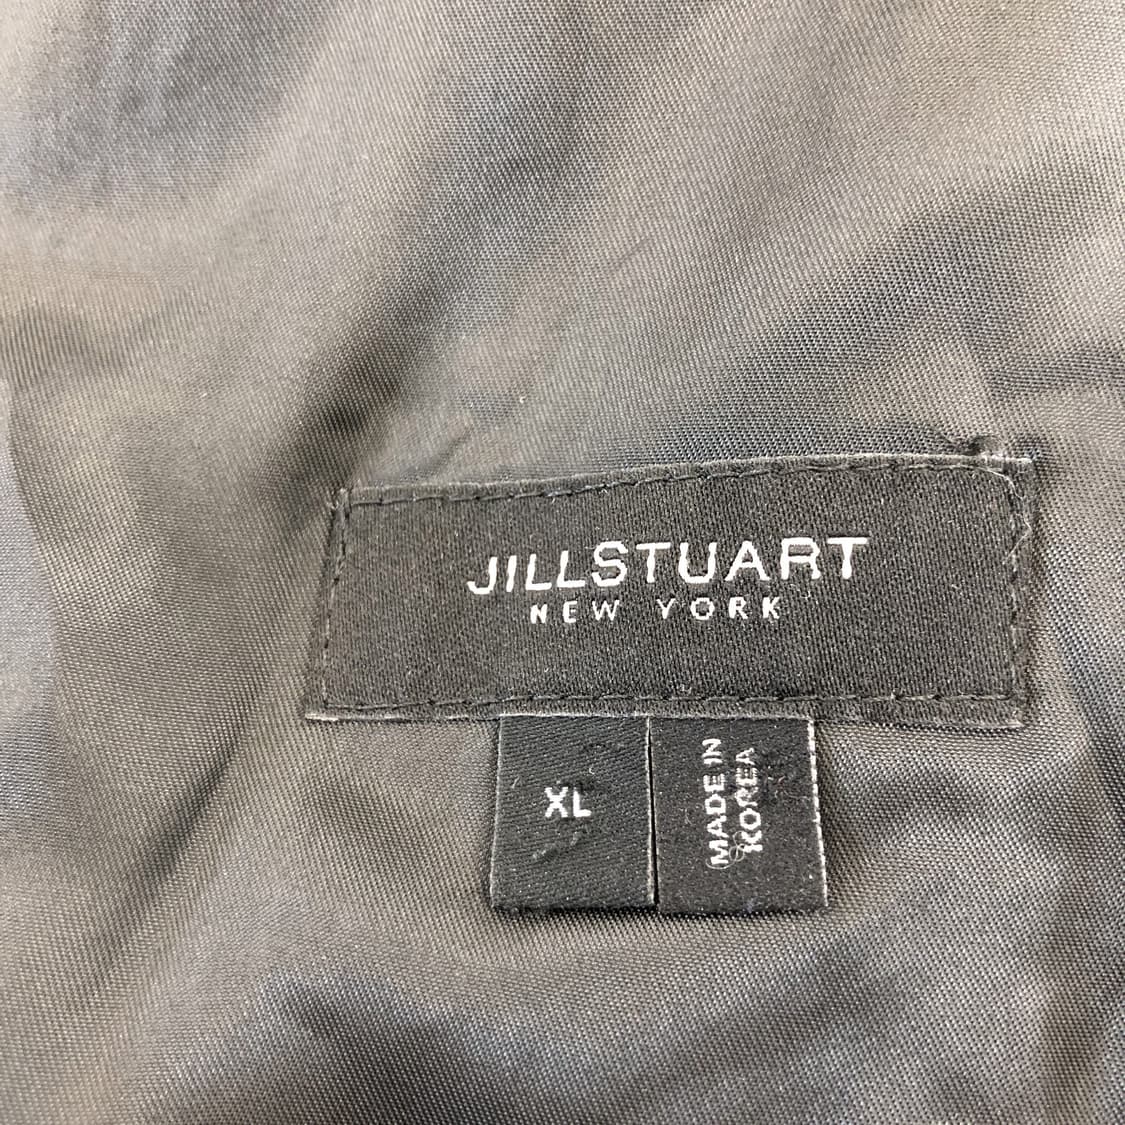 JILLSTUART
NEW YORK
XL
MADE IN
KOREA